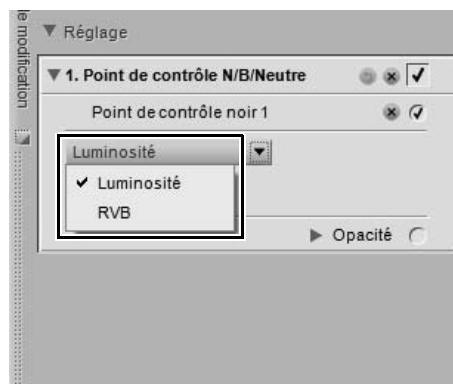 le modification
Réglage
1. Point de contrôle N/B/Neutre
Point de contrôle noir 1
Luminosité
Luminosité
RVB
Opacité